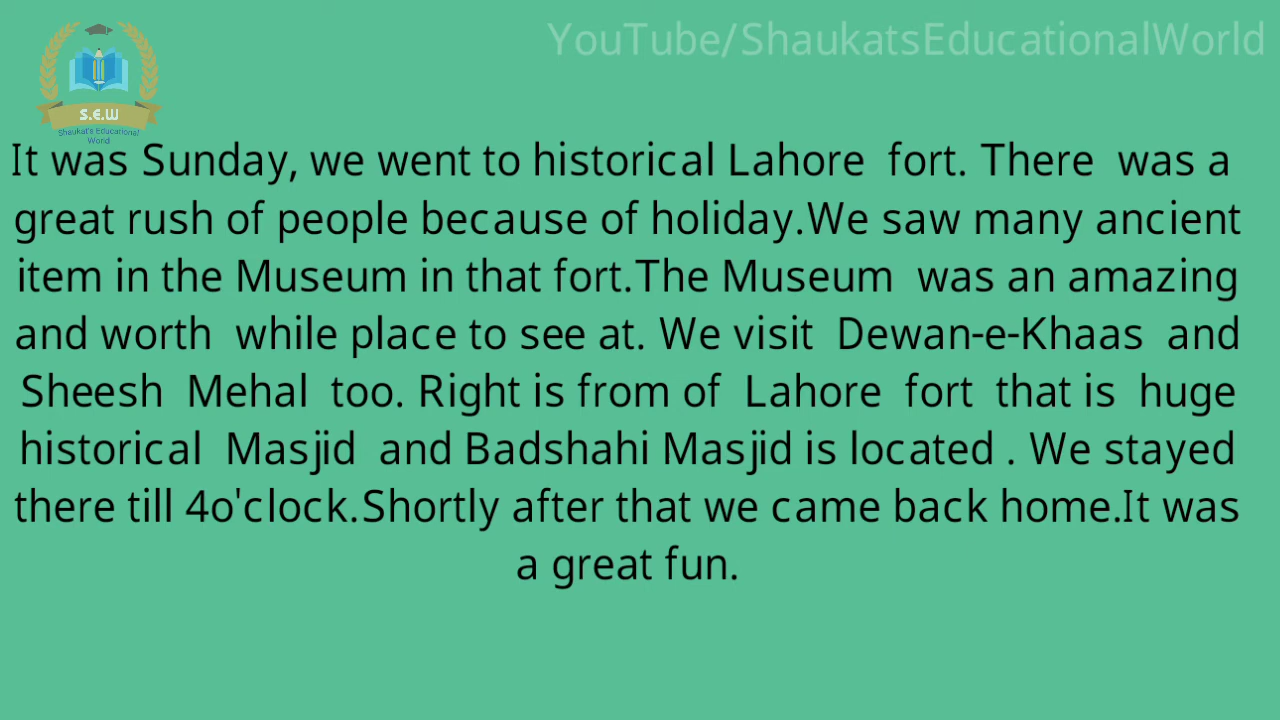 YouTube/ShaukatsEducationalWorld
S.E.W
Shaukat's Educational
World
It was Sunday, we went to historical Lahore fort. There was a
great rush of people because of holiday.We saw many ancient
item in the Museum in that fort.The Museum was an amazing
and worth while place to see at. We visit Dewan-e-Khaas and
Sheesh Mehal too. Right is from of Lahore fort that is huge
historical Masjid and Badshahi Masjid is located . We stayed
there till 4o'clock.Shortly after that we came back home.It was
a great fun.